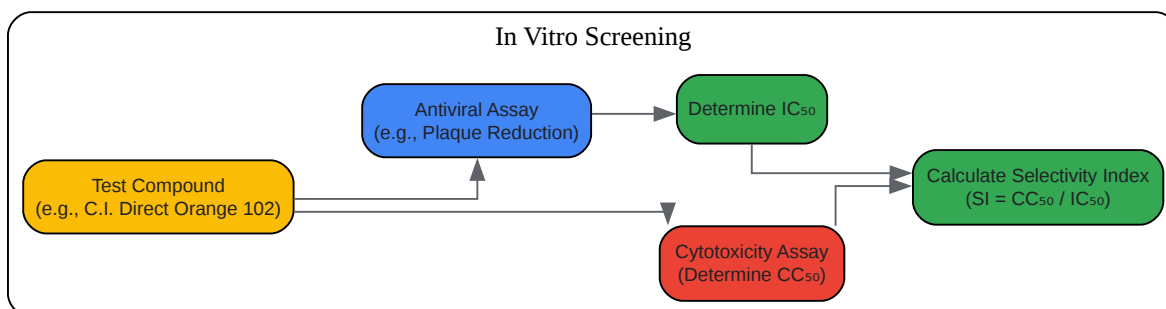 In Vitro Screening
Antiviral Assay
(e.g., Plaque Reduction)
Determine IC₅₀
Test Compound
(e.g., C.I. Direct Orange 102)
Calculate Selectivity Index
(SI = CC₅₀ / IC₅₀)
Cytotoxicity Assay
(Determine CC₅₀)